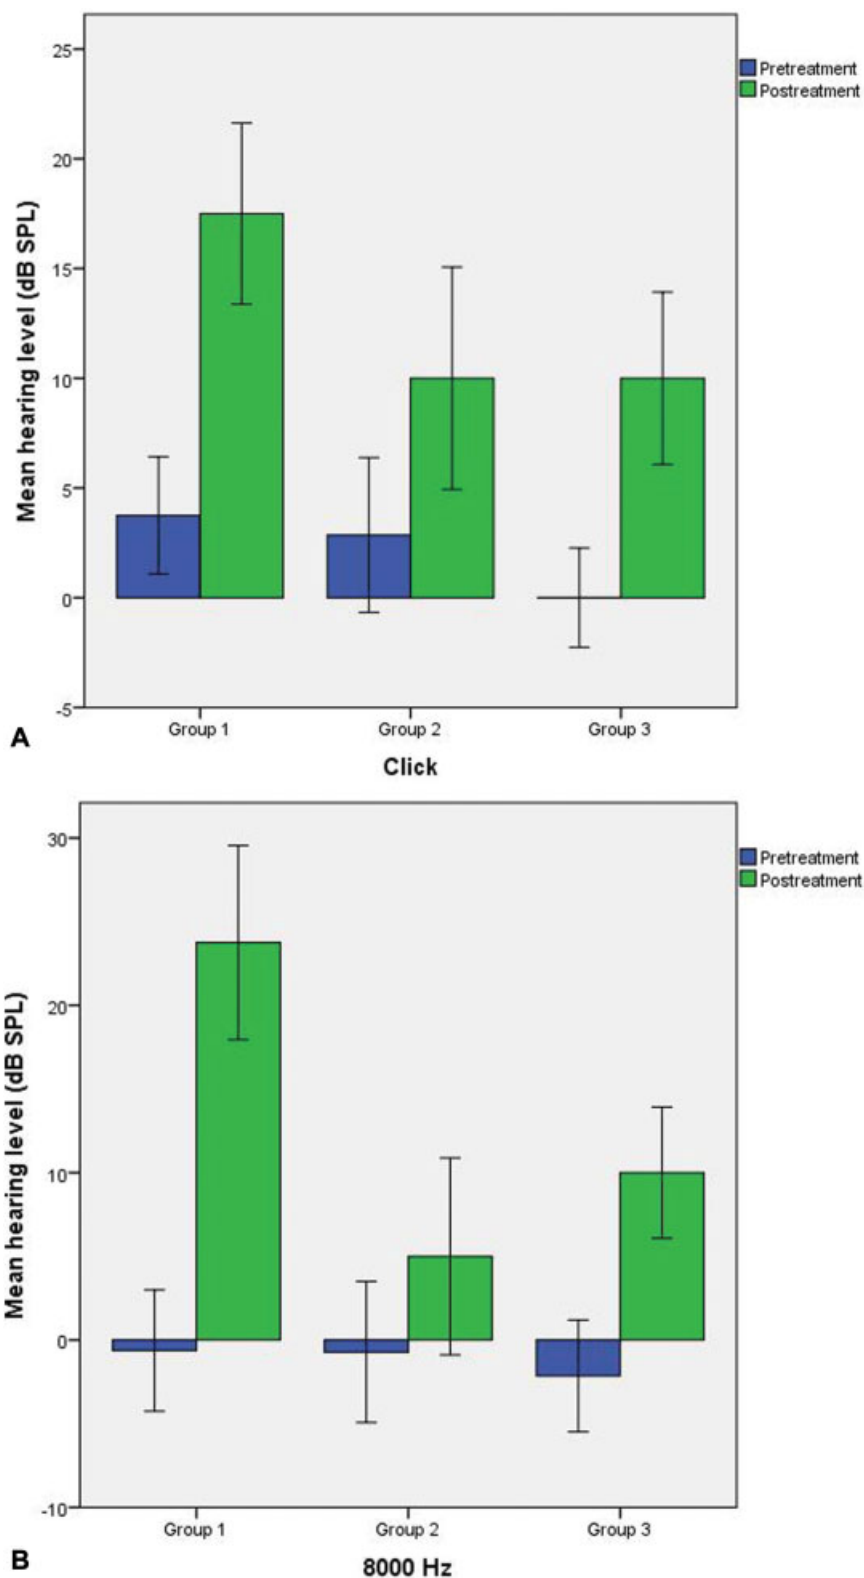 25
Pretreatment
Postreatment
20
15
10
5
0
-5
Mean hearing level (dB SPL)
Group 1 Group 2 Group 3
A
Click
30
Pretreatment
Postreatment
20
10
0
-10
Mean hearing level (dB SPL)
Group 1 Group 2 Group 3
B
8000 Hz